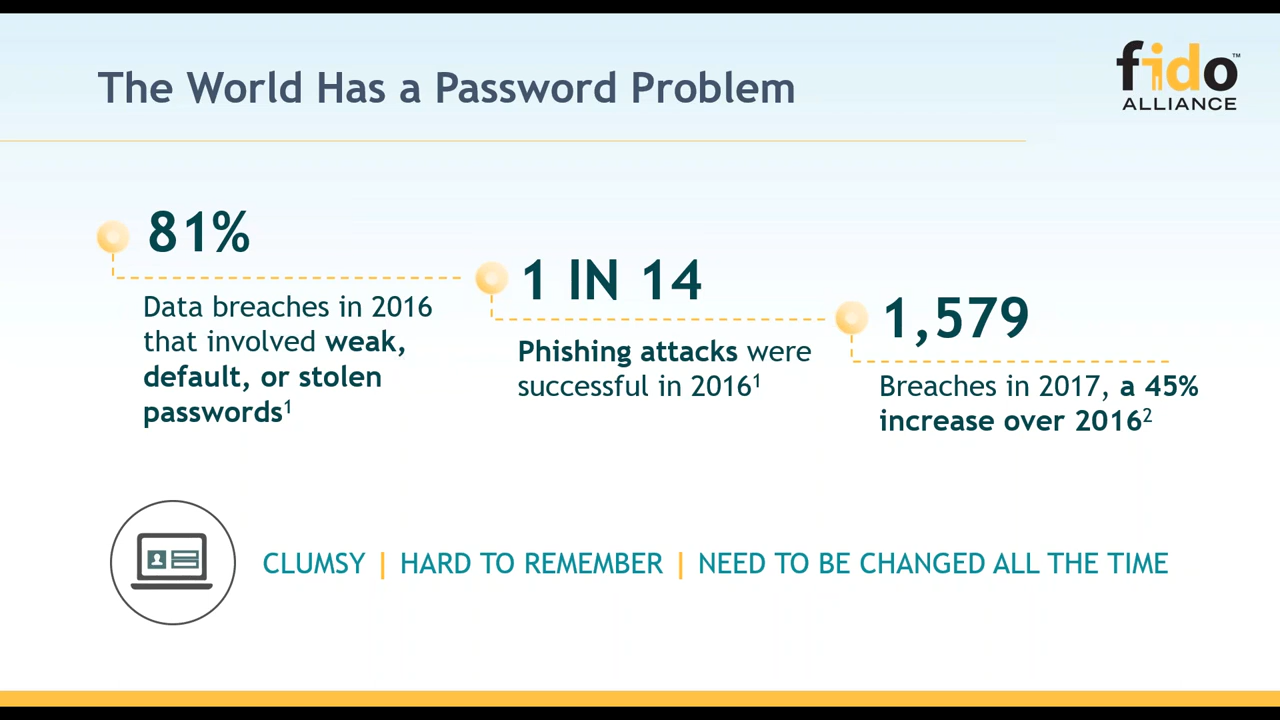 The World Has a Password Problem
fido™
ALLIANCE
81%
Data breaches in 2016
that involved weak,
default, or stolen
passwords¹
1 IN 14
Phishing attacks were
successful in 2016¹
1,579
Breaches in 2017, a 45%
increase over 2016²
CLUMSY | HARD TO REMEMBER | NEED TO BE CHANGED ALL THE TIME